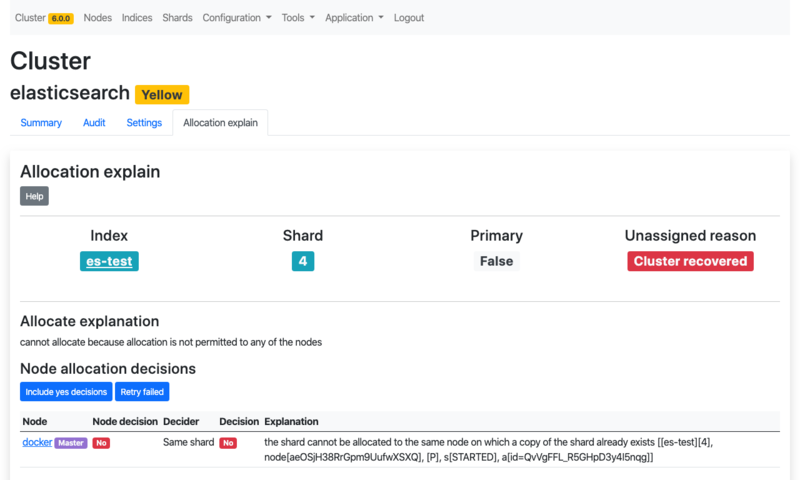 Cluster 6.0.0 Nodes Indices Shards Configuration Tools Application Logout
Cluster
elasticsearch Yellow
Summary Audit Settings Allocation explain
Allocation explain
Help
Index Shard Primary Unassigned reason
es-test 4 False Cluster recovered
Allocate explanation
cannot allocate because allocation is not permitted to any of the nodes
Node allocation decisions
Include yes decisions Retry failed
Node Node decision Decider Decision Explanation
docker Master No Same shard No the shard cannot be allocated to the same node on which a copy of the shard already exists [[es-test][4],
node[aeOSjH38RrGpm9UufwXSXQ], [P], s[STARTED], a[id=QvVgFFL_R5GHpD3y4l5nqg]]